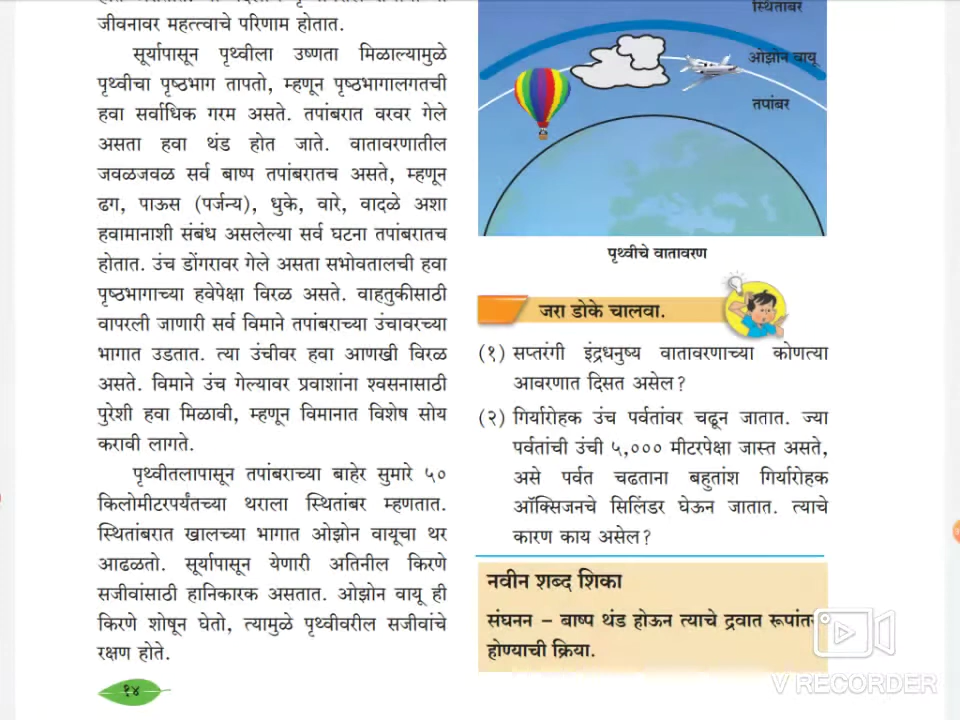 जीवनावर महत्त्वाचे परिणाम होतात.
सूर्यापासून पृथ्वीला उष्णता मिळाल्यामुळे
पृथ्वीचा पृष्ठभाग तापतो, म्हणून पृष्ठभागालगतची
हवा सर्वाधिक गरम असते. तपांबरात वरवर गेले
असता हवा थंड होत जाते. वातावरणातील
जवळजवळ सर्व बाष्प तपांबरातच असते, म्हणून
ढग, पाऊस (पर्जन्य), धुके, वारे, वादळे अशा
हवामानाशी संबंध असलेल्या सर्व घटना तपांबरातच
होतात. उंच डोंगरावर गेले असता सभोवतालची हवा
पृष्ठभागाच्या हवेपेक्षा विरळ असते. वाहतुकीसाठी
वापरली जाणारी सर्व विमाने तपांबराच्या उंचावरच्या
भागात उडतात. त्या उंचीवर हवा आणखी विरळ
असते. विमाने उंच गेल्यावर प्रवाशांना श्वसनासाठी
पुरेशी हवा मिळावी, म्हणून विमानात विशेष सोय
करावी लागते.
पृथ्वीतलापासून तपांबराच्या बाहेर सुमारे ५०
किलोमीटरपर्यंतच्या थराला स्थितांबर म्हणतात.
स्थितांबरात खालच्या भागात ओझोन वायूचा थर
आढळतो. सूर्यापासून येणारी अतिनील किरणे
सजीवांसाठी हानिकारक असतात. ओझोन वायू ही
किरणे शोषून घेतो, त्यामुळे पृथ्वीवरील सजीवांचे
रक्षण होते.
१४
स्थितांबर
ओझोन वायू
तपांबर
पृथ्वीचे वातावरण
जरा डोके चालवा.
(१) सप्तरंगी इंद्रधनुष्य वातावरणाच्या कोणत्या
आवरणात दिसत असेल?
(२) गिर्यारोहक उंच पर्वतांवर चढून जातात. ज्या
पर्वतांची उंची ५,००० मीटरपेक्षा जास्त असते,
असे पर्वत चढताना बहुतांश गिर्यारोहक
ऑक्सिजनचे सिलिंडर घेऊन जातात. त्याचे
कारण काय असेल?
नवीन शब्द शिका
संघनन – बाष्प थंड होऊन त्याचे द्रवात
होण्याची क्रिया.
V RECORDER